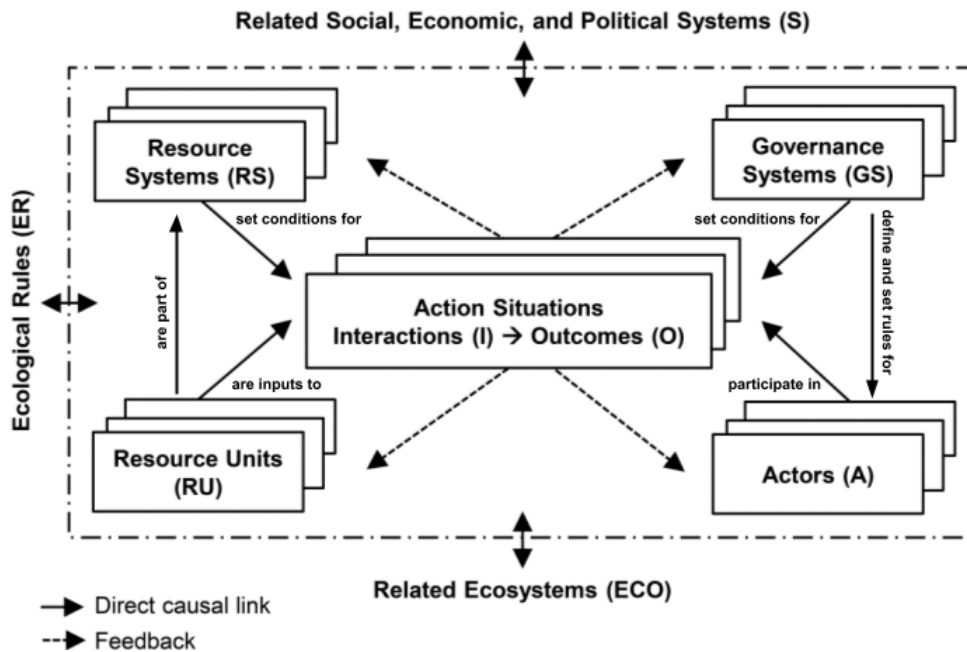 Related Social, Economic, and Political Systems (S)
Resource
Systems (RS)
Governance
Systems (GS)
set conditions for
set conditions for
Ecological Rules (ER)
are part of
define and set rules for
Action Situations
Interactions (I) → Outcomes (O)
are inputs to
participate in
Resource Units
(RU)
Actors (A)
Related Ecosystems (ECO)
Direct causal link
Feedback